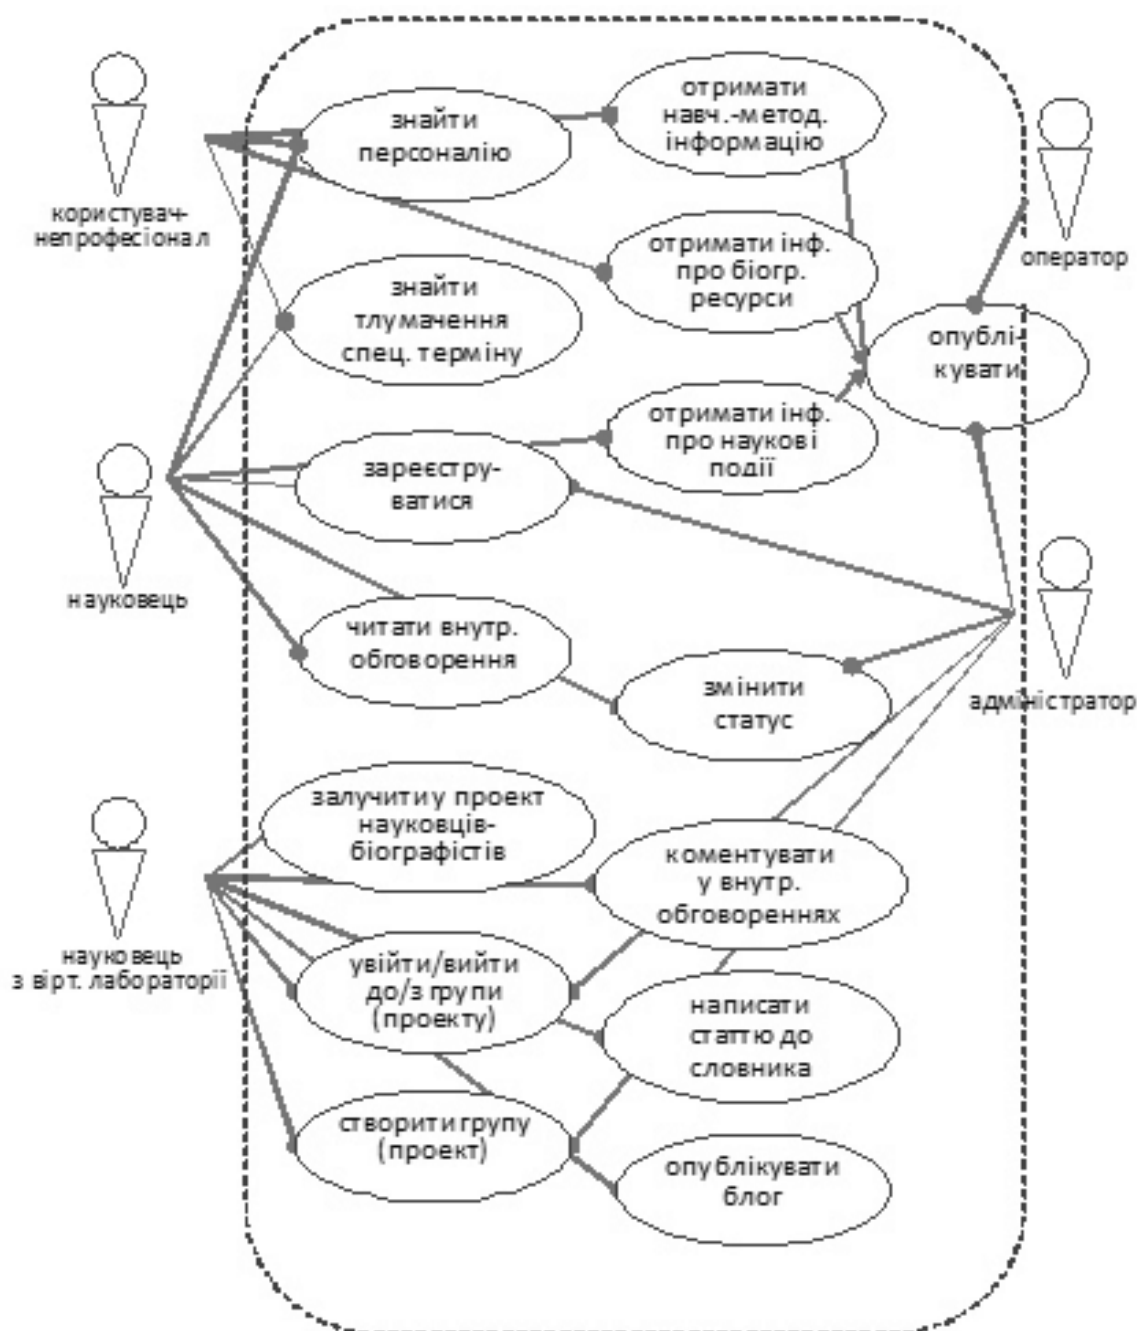 отримати
навч.-метод.
інформацію
знайти
персоналію
користувач-
непрофесіонал
отримати інф.
про біогр.
ресурси
оператор
знайти
тлумачення
спец. терміну
опублі-
кувати
отримати інф.
про наукові
події
зареєстру-
ватися
науковець
читати внутр.
обговорення
змінити
статус
адміністратор
залучити у проект
науковців-
біографістів
коментувати
у внутр.
обговореннях
науковець
з вірт. лабораторії
увійти/вийти
до/з групи
(проекту)
написати
статтю до
словника
створити групу
(проект)
опублікувати
блог